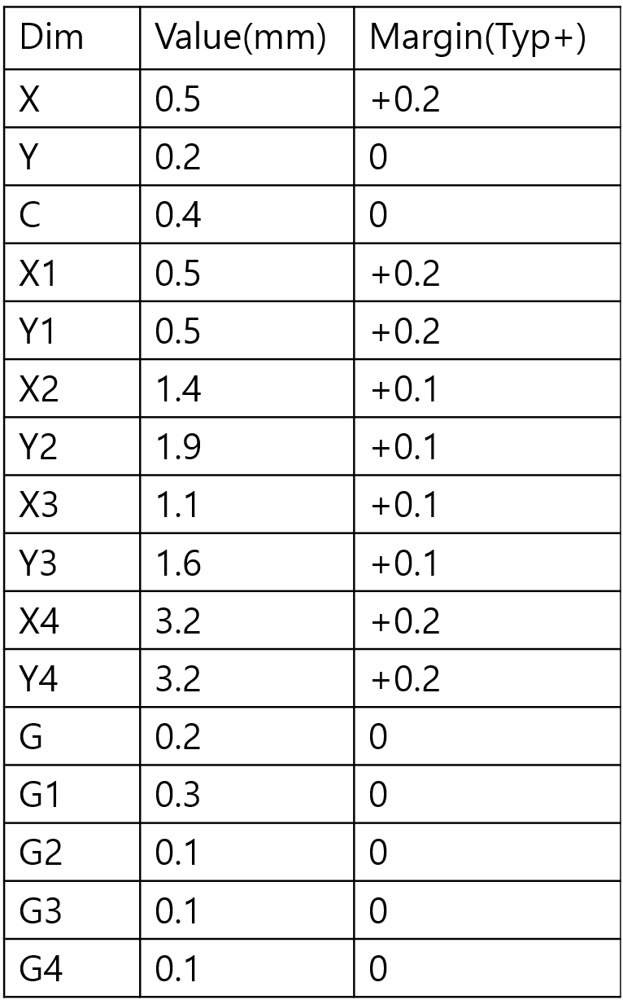 Dim Value(mm) Margin(Typ+)
X 0.5 +0.2
Y 0.2 0
C 0.4 0
X1 0.5 +0.2
Y1 0.5 +0.2
X2 1.4 +0.1
Y2 1.9 +0.1
X3 1.1 +0.1
Y3 1.6 +0.1
X4 3.2 +0.2
Y4 3.2 +0.2
G 0.2 0
G1 0.3 0
G2 0.1 0
G3 0.1 0
G4 0.1 0